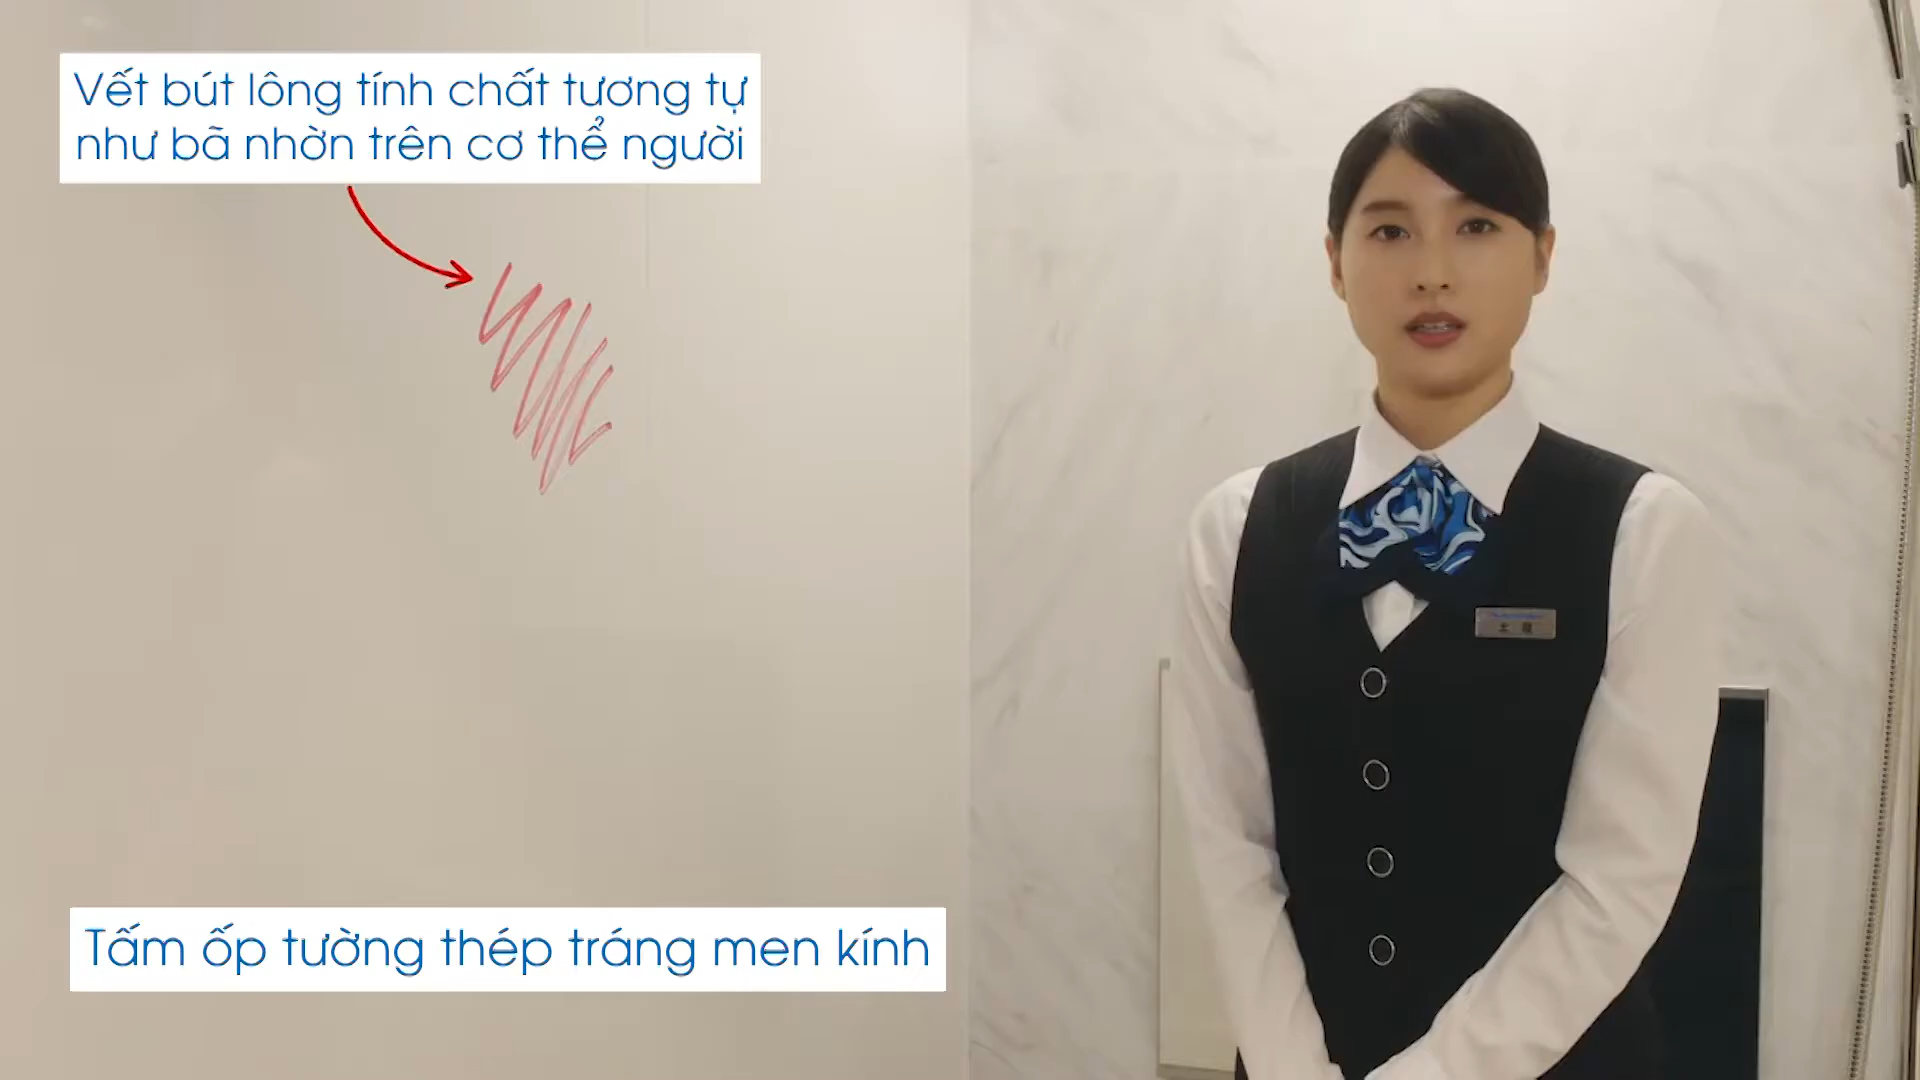 Vết bút lông tính chất tương tự
như bã nhờn trên cơ thể người
Tấm ốp tường thép tráng men kính